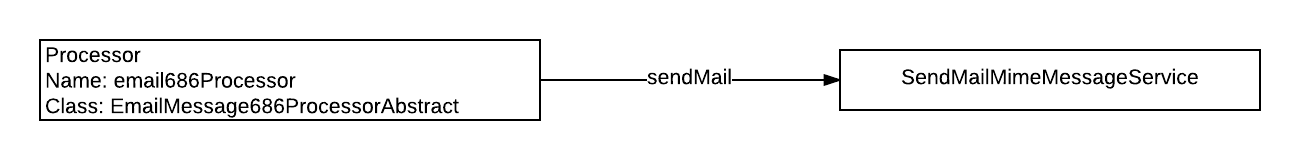 Processor
Name: email686Processor
Class: EmailMessage686ProcessorAbstract
sendMail
SendMailMimeMessageService